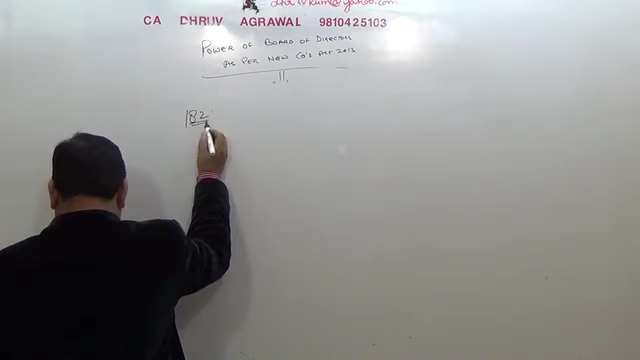 CA DHRUV AGRAWAL 9810425103
POWER OF BOARD OF DIRECTORS
AS PER NEW CO'S ACT 2013
182